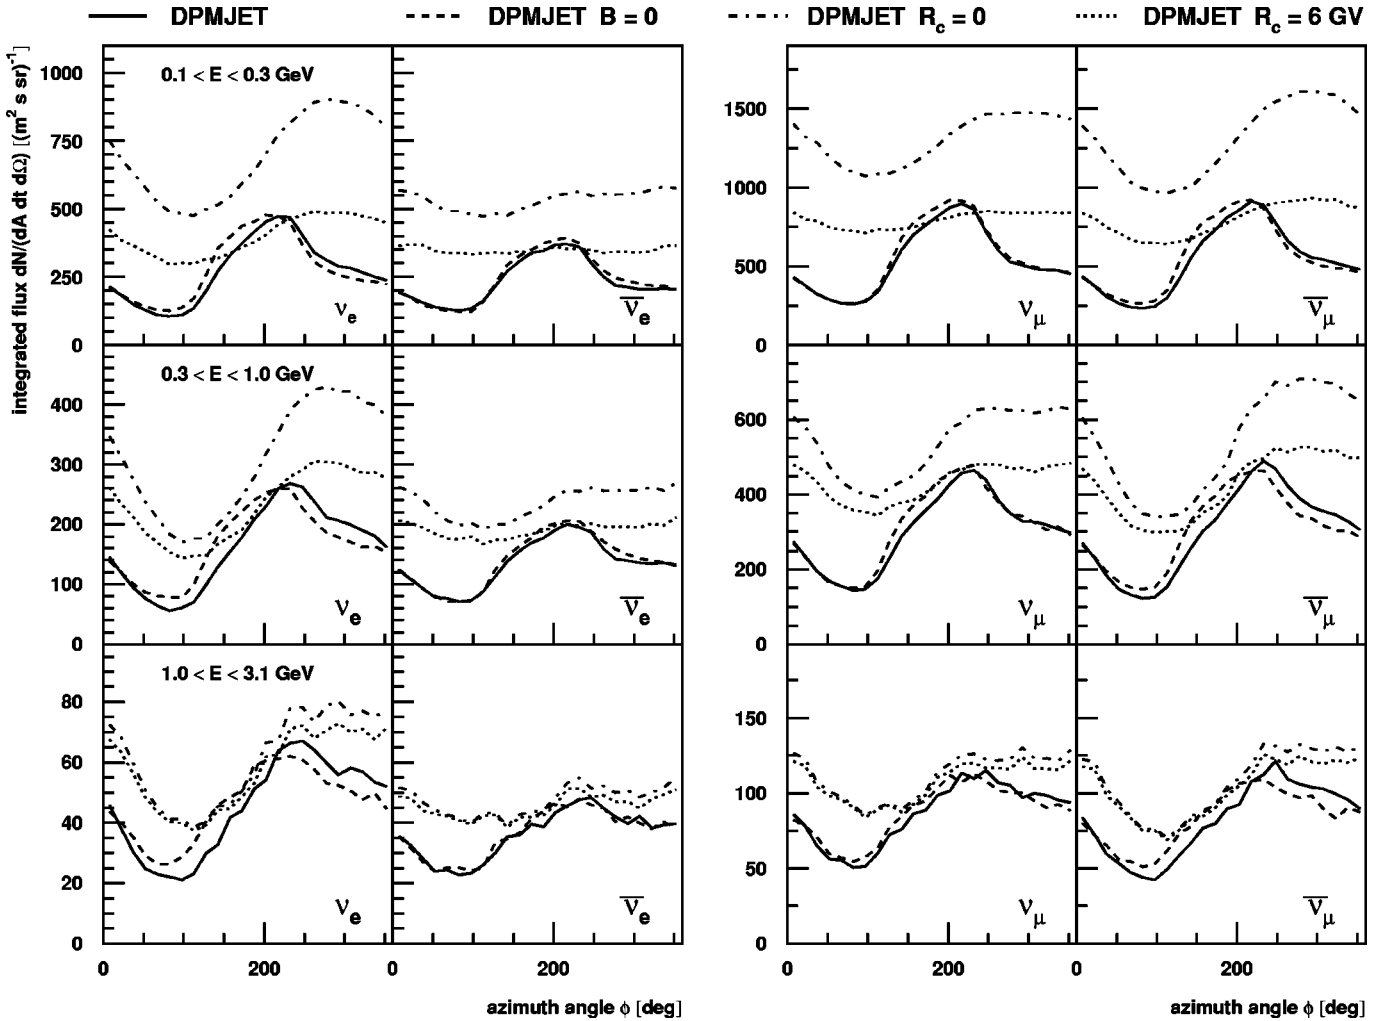 DPMJET DPMJET B = 0 DPMJET R_c = 0 DPMJET R_c = 6 GV
integrated flux dN/(dA dt dΩ) [(m² s sr)⁻¹]
0.1 < E < 0.3 GeV
1000
750
500
250
0
ν_e
ν̅_e
1500
1000
500
0
ν_μ
ν̅_μ
0.3 < E < 1.0 GeV
400
300
200
100
0
ν_e
ν̅_e
600
400
200
0
ν_μ
ν̅_μ
1.0 < E < 3.1 GeV
80
60
40
20
0
ν_e
ν̅_e
150
100
50
0
ν_μ
ν̅_μ
0 200 0 200 0 200 0 200
azimuth angle ϕ [deg] azimuth angle ϕ [deg]